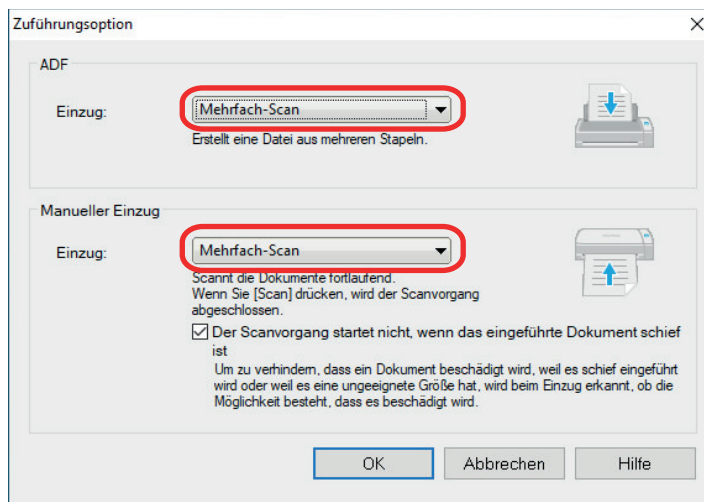 Zuführungsoption
ADF
Einzug:
Mehrfach-Scan
Erstellt eine Datei aus mehreren Stapeln.
Manueller Einzug
Einzug:
Mehrfach-Scan
Scannt die Dokumente fortlaufend.
Wenn Sie [Scan] drücken, wird der Scanvorgang
abgeschlossen.
Der Scanvorgang startet nicht, wenn das eingeführte Dokument schief
ist
Um zu verhindern, dass ein Dokument beschädigt wird, weil es schief eingeführt
wird oder weil es eine ungeeignete Größe hat, wird beim Einzug erkannt, ob die
Möglichkeit besteht, dass es beschädigt wird.
OK
Abbrechen
Hilfe